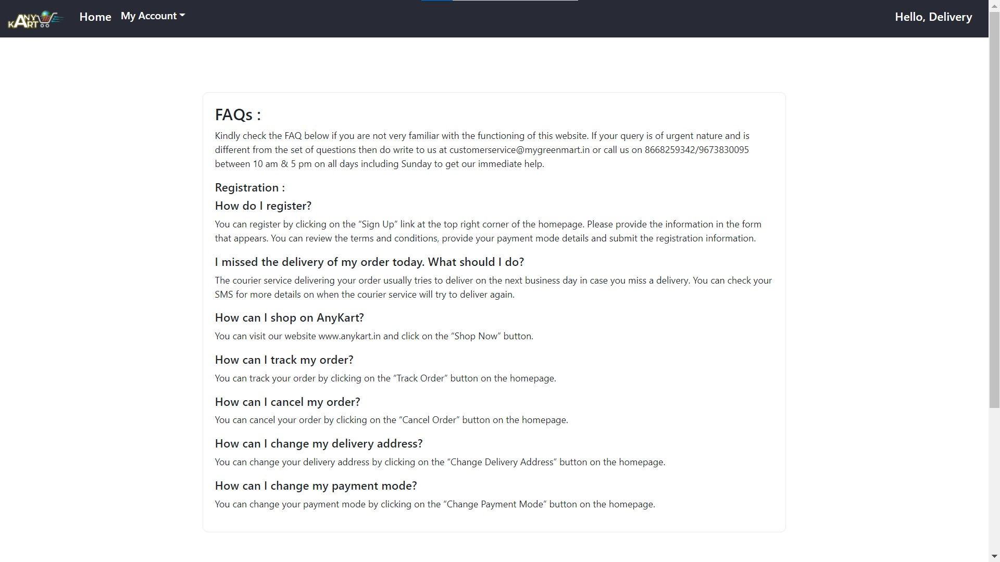 ANY
KART
Home My Account Hello, Delivery
FAQs :
Kindly check the FAQ below if you are not very familiar with the functioning of this website. If your query is of urgent nature and is
different from the set of questions then do write to us at customerservice@mygreenmart.in or call us on 8668259342/9673830095
between 10 am & 5 pm on all days including Sunday to get our immediate help.
Registration :
How do I register?
You can register by clicking on the “Sign Up” link at the top right corner of the homepage. Please provide the information in the form
that appears. You can review the terms and conditions, provide your payment mode details and submit the registration information.
I missed the delivery of my order today. What should I do?
The courier service delivering your order usually tries to deliver on the next business day in case you miss a delivery. You can check your
SMS for more details on when the courier service will try to deliver again.
How can I shop on AnyKart?
You can visit our website www.anykart.in and click on the “Shop Now” button.
How can I track my order?
You can track your order by clicking on the “Track Order” button on the homepage.
How can I cancel my order?
You can cancel your order by clicking on the “Cancel Order” button on the homepage.
How can I change my delivery address?
You can change your delivery address by clicking on the “Change Delivery Address” button on the homepage.
How can I change my payment mode?
You can change your payment mode by clicking on the “Change Payment Mode” button on the homepage.